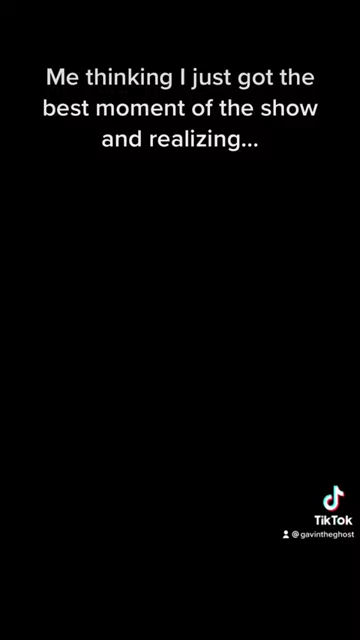 Me thinking I just got the
best moment of the show
and realizing...
TikTok
@gavintheghost